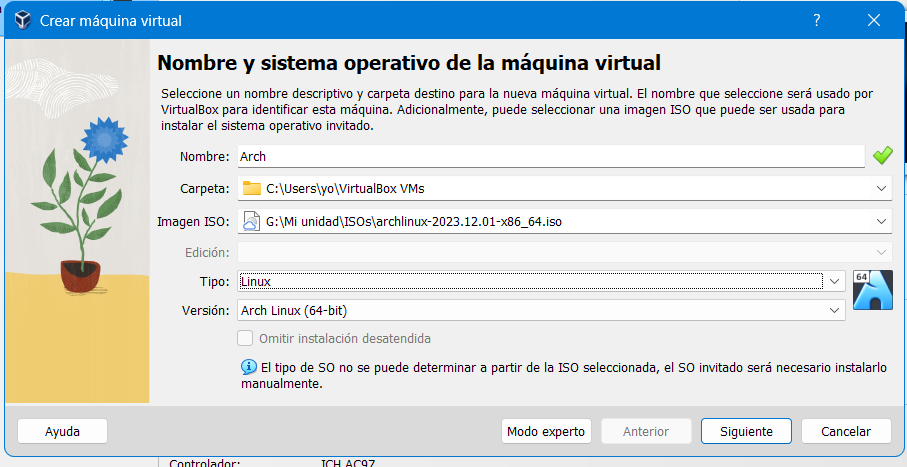 Crear máquina virtual
?
Nombre y sistema operativo de la máquina virtual
Seleccione un nombre descriptivo y carpeta destino para la nueva máquina virtual. El nombre que seleccione será usado por
VirtualBox para identificar esta máquina. Adicionalmente, puede seleccionar una imagen ISO que puede ser usada para
instalar el sistema operativo invitado.
Nombre: Arch
Carpeta: C:\Users\yo\VirtualBox VMs
Imagen ISO: G:\Mi unidad\ISOs\archlinux-2023.12.01-x86_64.iso
Edición:
Tipo: Linux
64
Versión: Arch Linux (64-bit)
Omitir instalación desatendida
El tipo de SO no se puede determinar a partir de la ISO seleccionada, el SO invitado será necesario instalarlo
manualmente.
Ayuda Modo experto Anterior Siguiente Cancelar
Controlador: ICH AC97